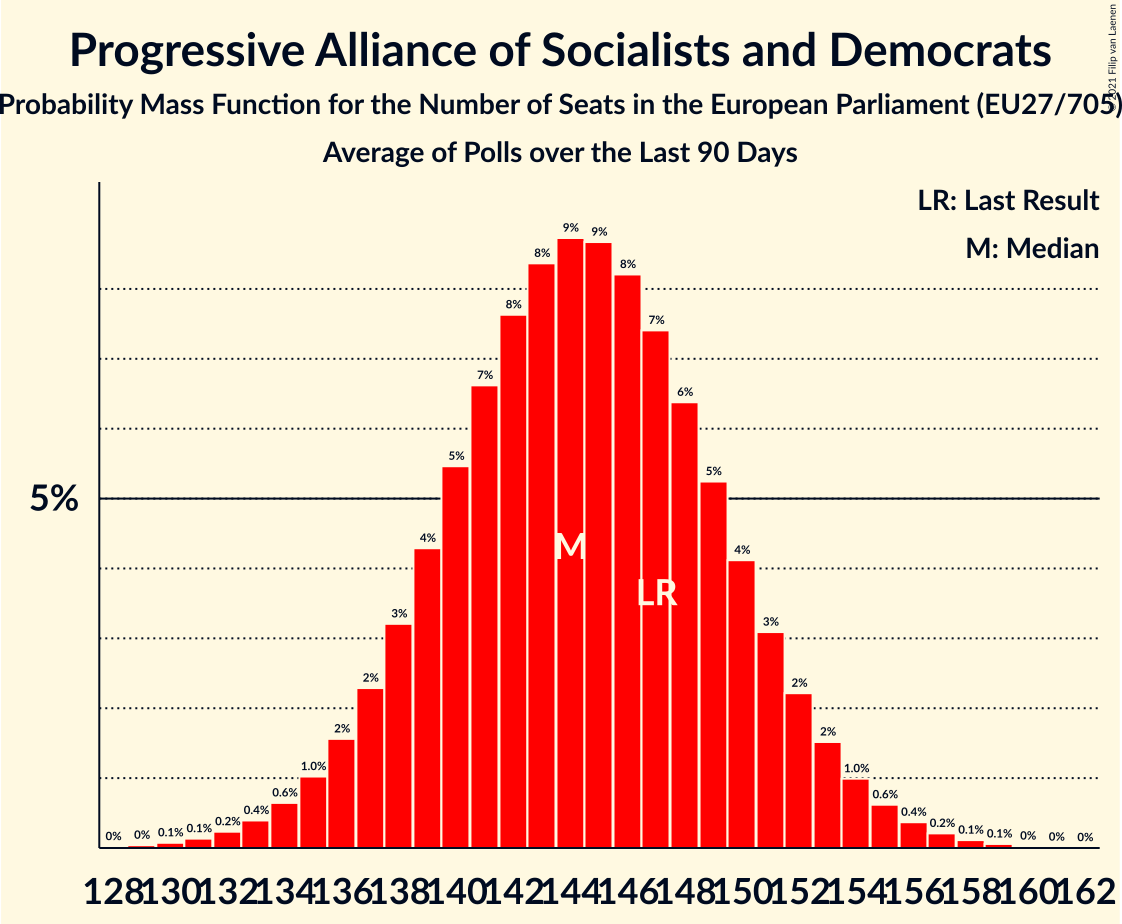 Progressive Alliance of Socialists and Democrats
Probability Mass Function for the Number of Seats in the European Parliament (EU27/705)
Average of Polls over the Last 90 Days
© 2021 Filip van Laenen
LR: Last Result
M: Median
5%
0% 0% 0.1% 0.1% 0.2% 0.4% 0.6% 1.0% 2% 2% 3% 4% 5% 7% 8% 8% 9% 9% 8% 7% 6% 5% 4% 3% 2% 2% 1.0% 0.6% 0.4% 0.2% 0.1% 0.1% 0% 0% 0%
M
LR
128 130 132 134 136 138 140 142 144 146 148 150 152 154 156 158 160 162